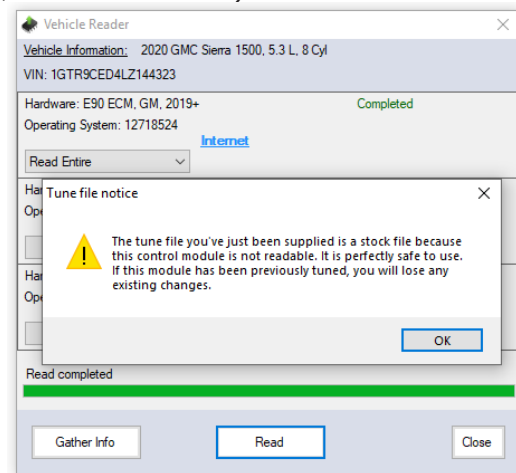 Vehicle Reader
Vehicle Information: 2020 GMC Sierra 1500, 5.3 L, 8 Cyl
VIN: 1GTR9CED4LZ144323
Hardware: E90 ECM, GM, 2019+ Completed
Operating System: 12718524
Internet
Read Entire
Tune file notice
The tune file you've just been supplied is a stock file because
this control module is not readable. It is perfectly safe to use.
If this module has been previously tuned, you will lose any
existing changes.
OK
Read completed
Gather Info Read Close